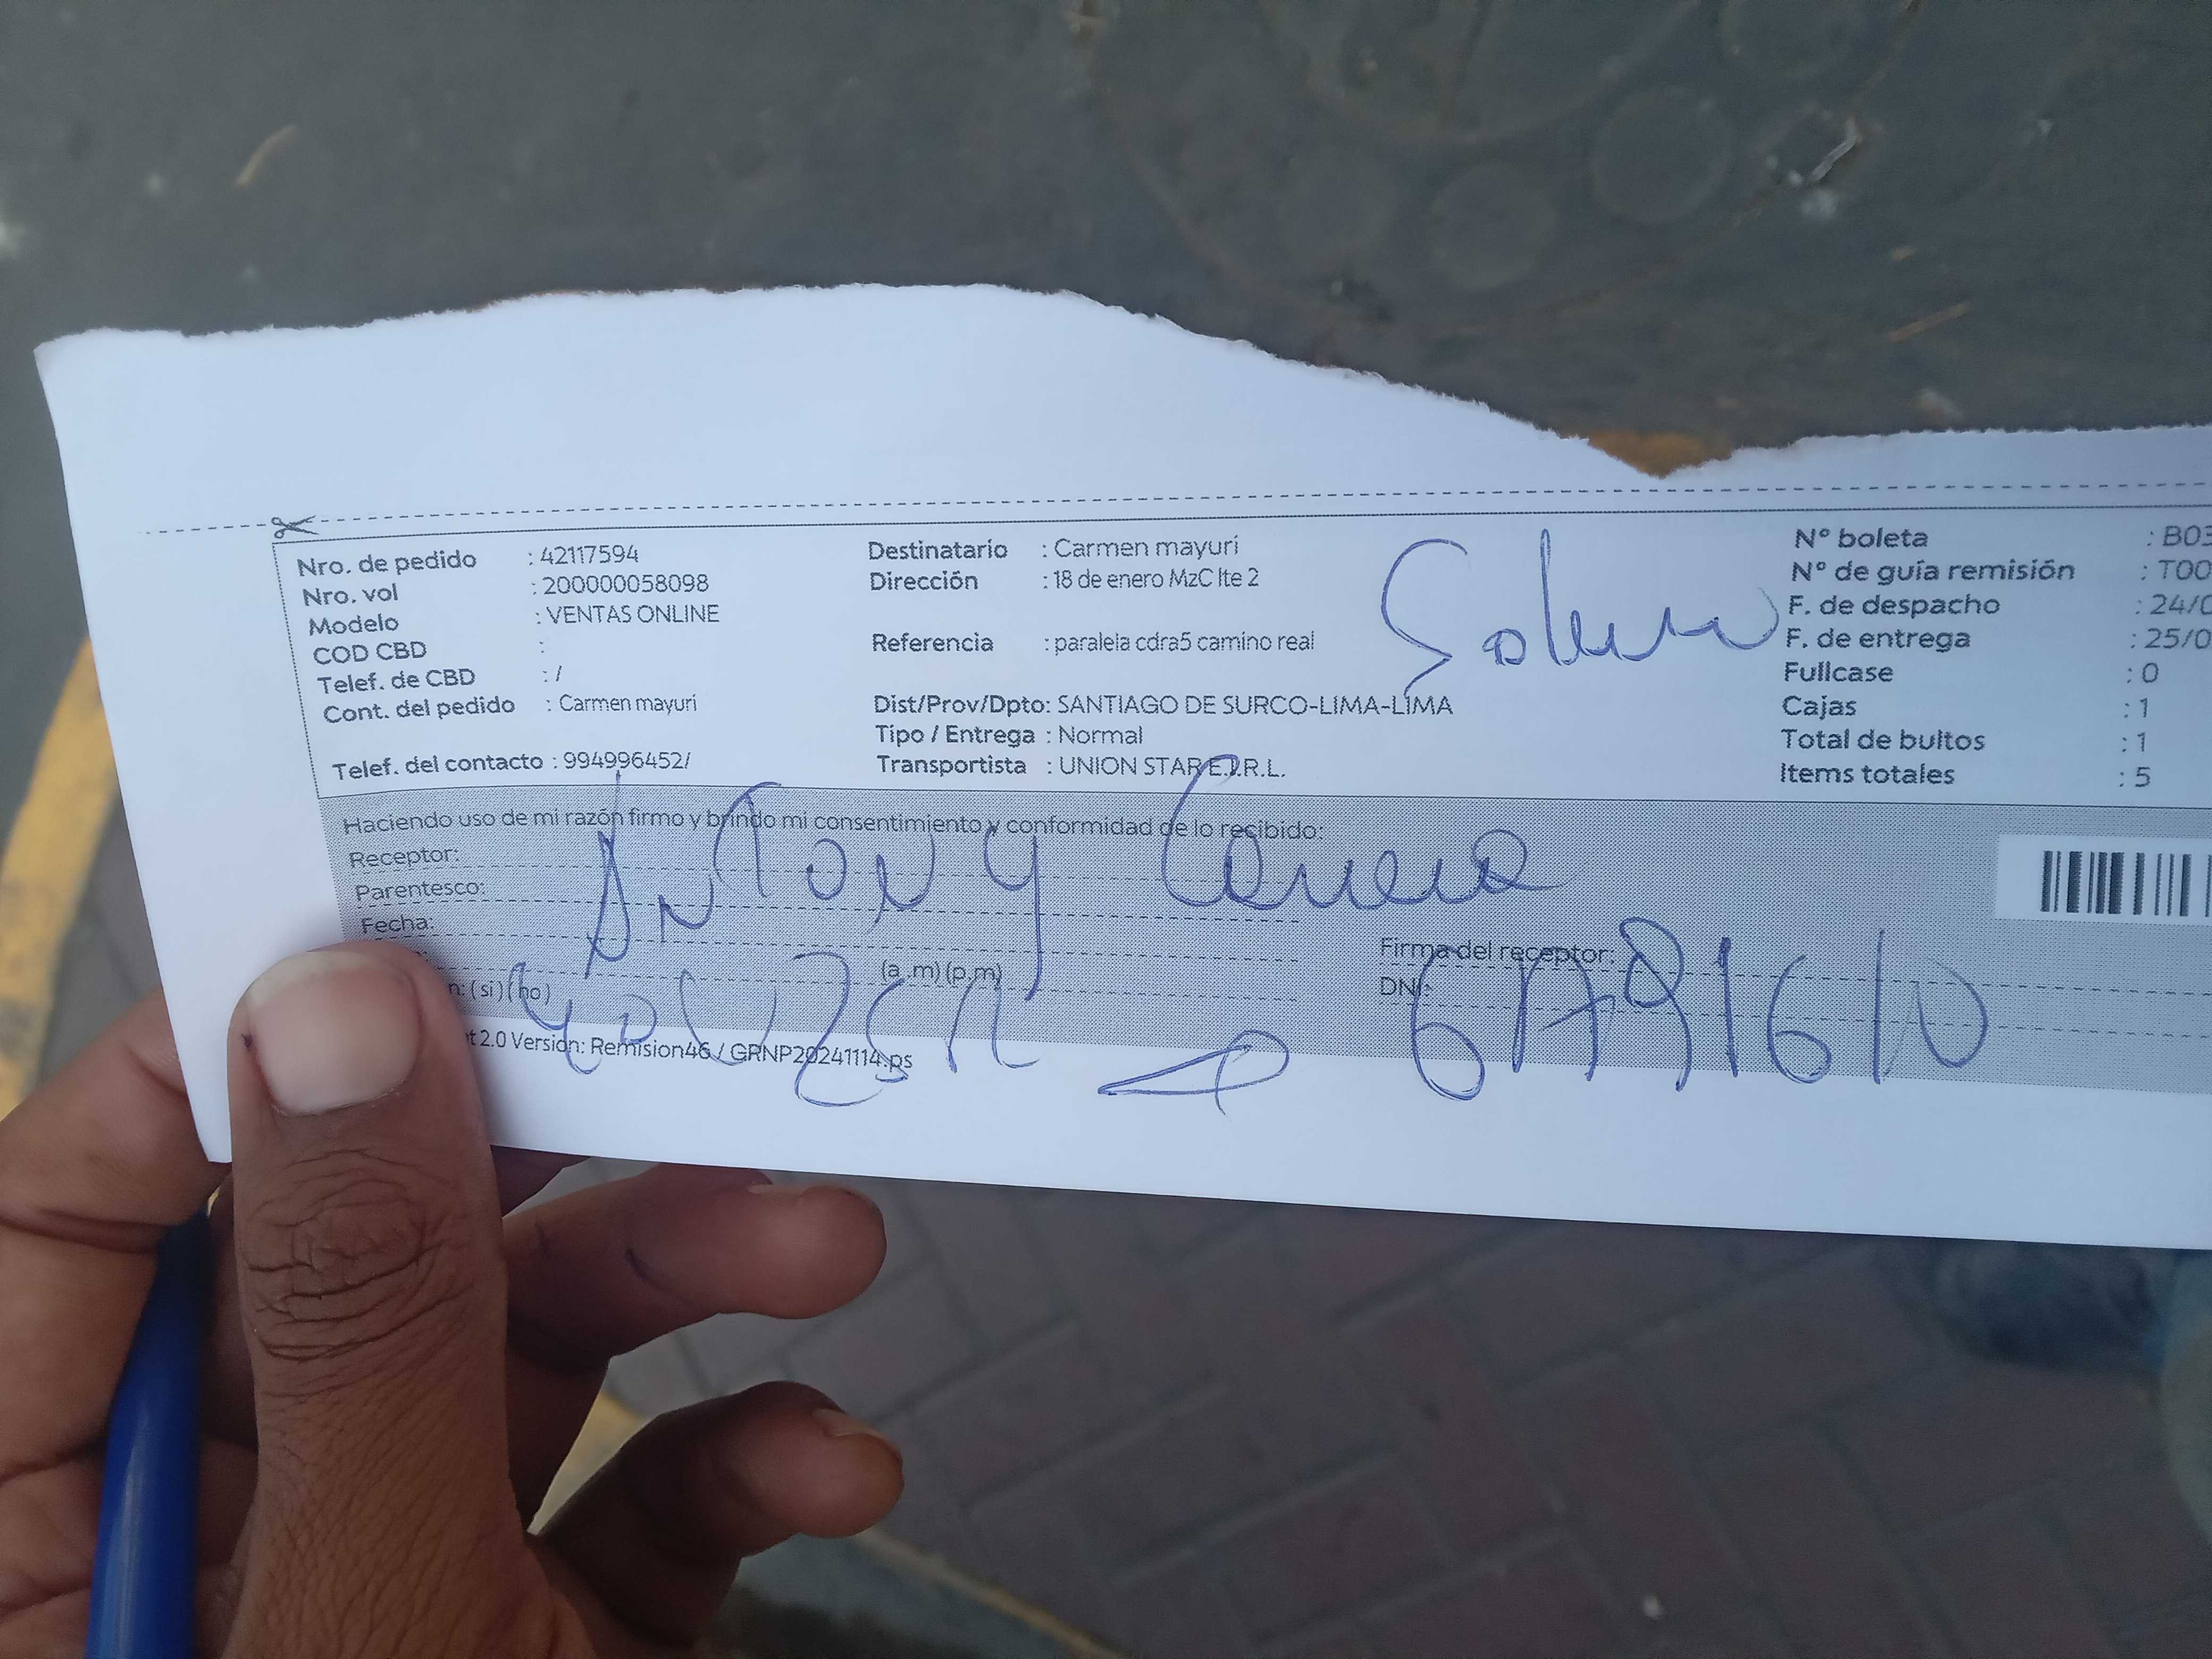 Nro. de pedido : 42117594
Nro. vol : 200000058098
Modelo : VENTAS ONLINE
COD CBD :
Telef. de CBD : /
Cont. del pedido : Carmen mayuri
Telef. del contacto : 994996452/
Destinatario : Carmen mayuri
Dirección : 18 de enero MzC lte 2
Referencia : paralela cdra5 camino real
Dist/Prov/Dpto: SANTIAGO DE SURCO-LIMA-LIMA
Tipo / Entrega : Normal
Transportista : UNION STAR E.I.R.L.
N° boleta : B03
N° de guía remisión : T00
F. de despacho : 24/0
F. de entrega : 25/0
Fullcase : 0
Cajas : 1
Total de bultos : 1
Items totales : 5
Haciendo uso de mi razón firmo y brindo mi consentimiento y conformidad de lo recibido:
Receptor:
Parentesco:
Fecha:
Antony
(a .m) (p.m)
n: (si) (no)
Firma del receptor:
DNI:
t 2.0 Versión: Remision46 / GRNP20241114.ps